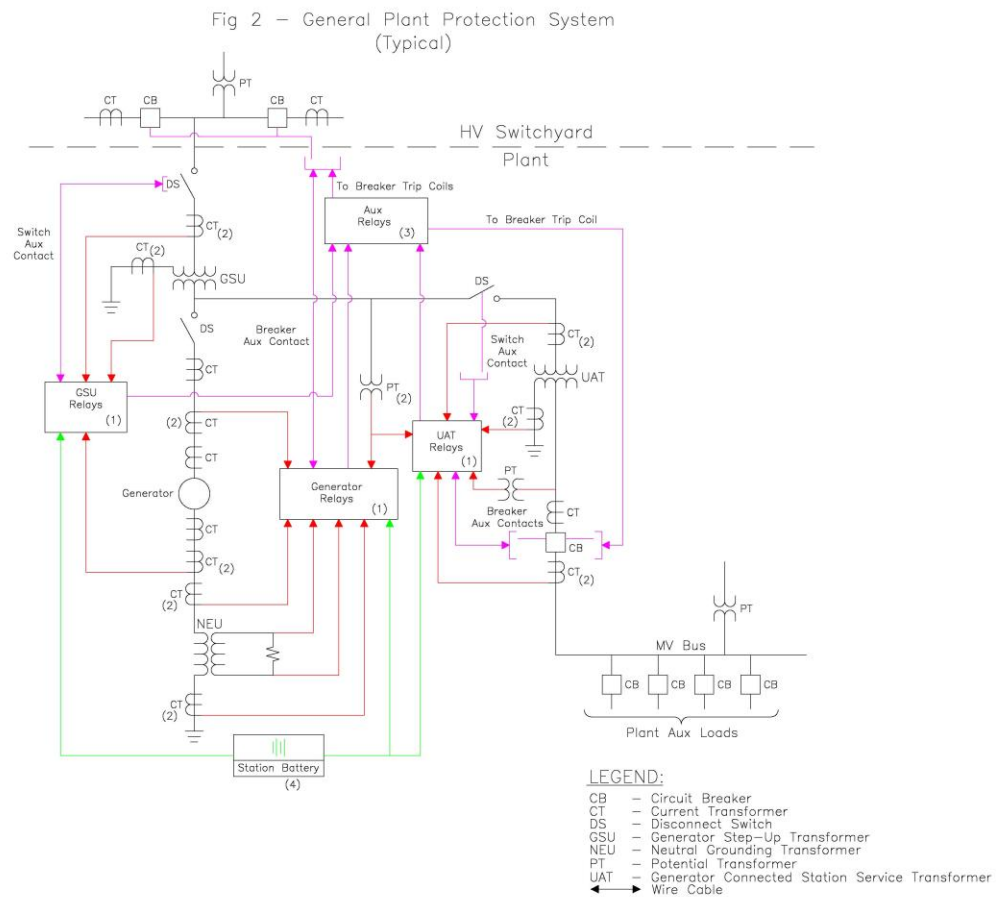 Fig 2 – General Plant Protection System
(Typical)
PT
CT
CB
CB
CT
HV Switchyard
Plant
DS
To Breaker Trip Coils
Aux
Relays
(3)
To Breaker Trip Coil
CT
(2)
Switch
Aux
Contact
CT
(2)
GSU
DS
DS
Breaker
Aux Contact
Switch
Aux
Contact
CT
(2)
CT
PT
(2)
UAT
GSU
Relays
(1)
CT
(2)
(2)
CT
UAT
Relays
(1)
CT
PT
Generator
Generator
Relays
(1)
Breaker
Aux Contacts
CT
CT
CB
CT
(2)
CT
(2)
CT
(2)
PT
NEU
MV Bus
CB
CB
CB
CB
CT
(2)
Plant Aux Loads
Station Battery
(4)
LEGEND:
CB – Circuit Breaker
CT – Current Transformer
DS – Disconnect Switch
GSU – Generator Step-Up Transformer
NEU – Neutral Grounding Transformer
PT – Potential Transformer
UAT – Generator Connected Station Service Transformer
Wire Cable